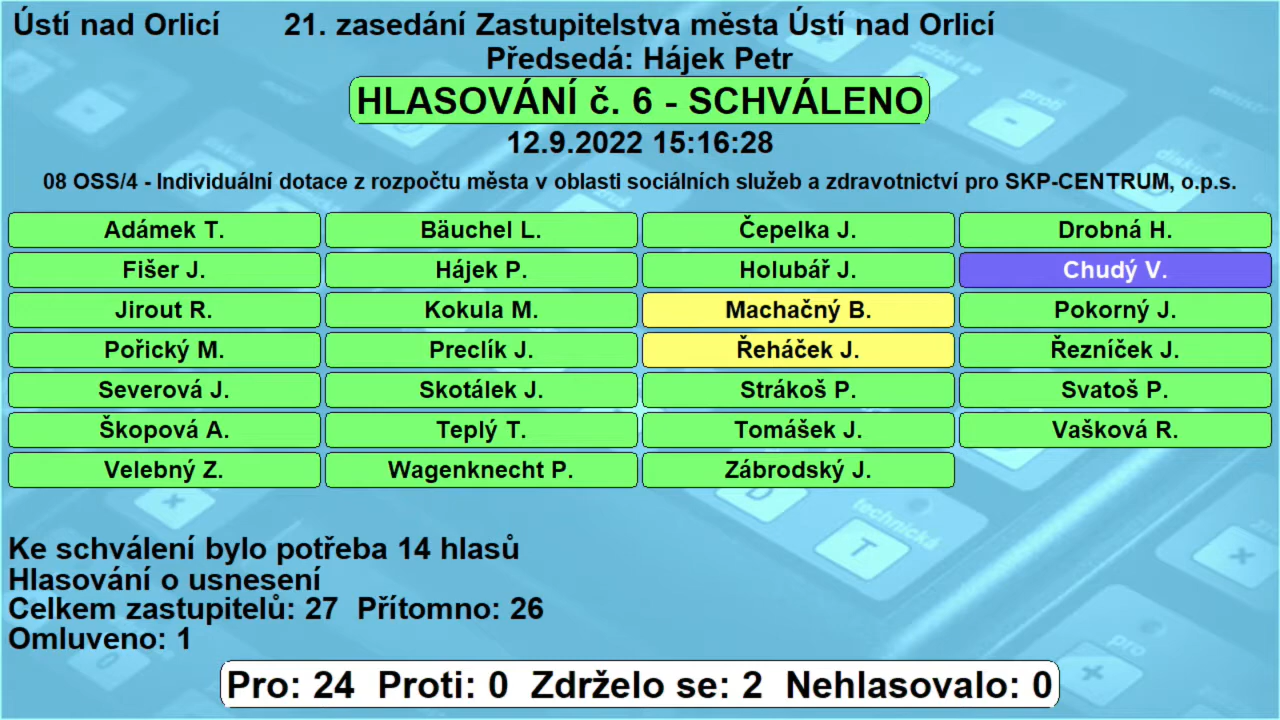 Ústí nad Orlicí 21. zasedání Zastupitelstva města Ústí nad Orlicí
Předsedá: Hájek Petr
HLASOVÁNÍ č. 6 - SCHVÁLENO
12.9.2022 15:16:28
08 OSS/4 - Individuální dotace z rozpočtu města v oblasti sociálních služeb a zdravotnictví pro SKP-CENTRUM, o.p.s.
Adámek T. Bäuchel L. Čepelka J. Drobná H.
Fišer J. Hájek P. Holubář J. Chudý V.
Jirout R. Kokula M. Machačný B. Pokorný J.
Pořický M. Preclík J. Řeháček J. Řezníček J.
Severová J. Skotálek J. Strákoš P. Svatoš P.
Škopová A. Teplý T. Tomášek J. Vašková R.
Velebný Z. Wagenknecht P. Zábrodský J.
D technická
T
Ke schválení bylo potřeba 14 hlasů
Hlasování o usnesení
Celkem zastupitelů: 27 Přítomno: 26
Omluveno: 1
pro
Pro: 24 Proti: 0 Zdrželo se: 2 Nehlasovalo: 0